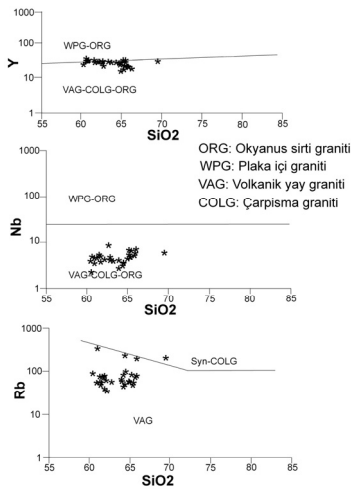 1000
WPG-ORG
100
Y
10
VAG-COLG-ORG
1
55 60 65 70 75 80 85
SiO2
ORG: Okyanus sirti graniti
WPG: Plaka içi graniti
VAG: Volkanik yay graniti
COLG: Çarpisma graniti
1000
WPG-ORG
100
Nb
10
VAG-COLG-ORG
1
55 60 65 70 75 80 85
SiO2
1000
Syn-COLG
100
Rb
10
VAG
1
55 60 65 70 75 80 85
SiO2